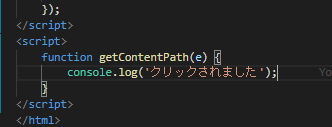 });
</script>
<script>
function getContentPath(e) {
console.log('クリックされました');
}
</script>
</html>